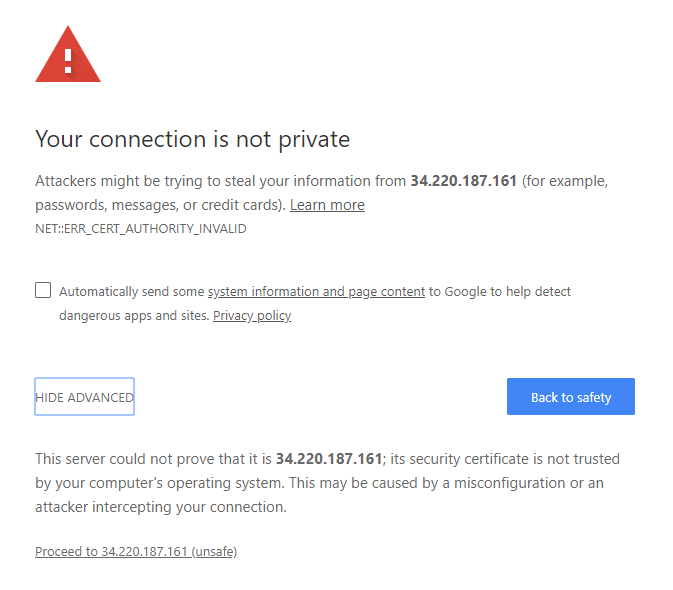 Your connection is not private
Attackers might be trying to steal your information from 34.220.187.161 (for example,
passwords, messages, or credit cards). Learn more
NET::ERR_CERT_AUTHORITY_INVALID
Automatically send some system information and page content to Google to help detect
dangerous apps and sites. Privacy policy
HIDE ADVANCED
Back to safety
This server could not prove that it is 34.220.187.161; its security certificate is not trusted
by your computer's operating system. This may be caused by a misconfiguration or an
attacker intercepting your connection.
Proceed to 34.220.187.161 (unsafe)